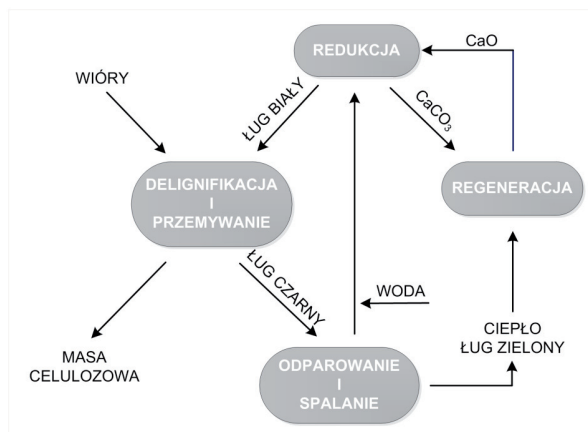 REDUKCJA
CaO
WIÓRY
ŁUG BIAŁY
CaCO₃
DELIGNIFIKACJA
I
PRZEMYWANIE
REGENERACJA
ŁUG CZARNY
WODA
MASA
CELULOZOWA
CIEPŁO
ŁUG ZIELONY
ODPAROWANIE
I
SPALANIE